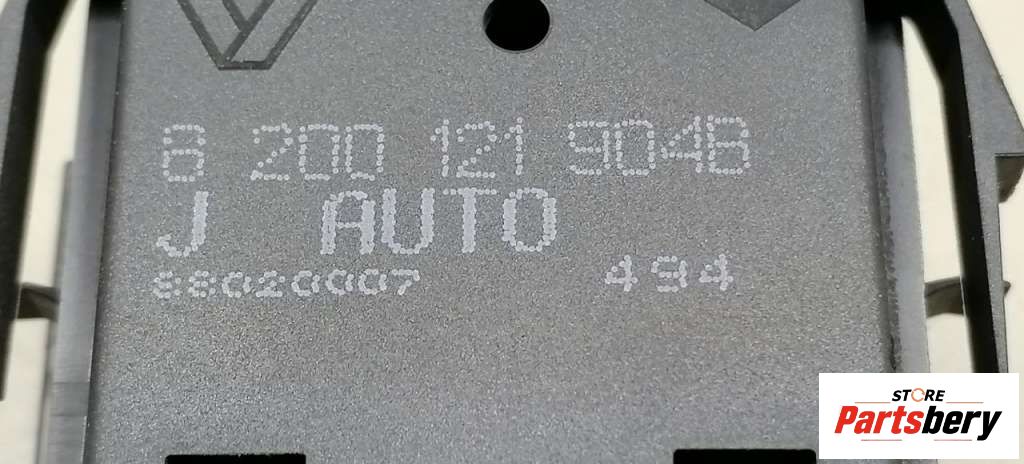 8 200 121 904B
J AUTO
88020007 494
STORE
Partsbery